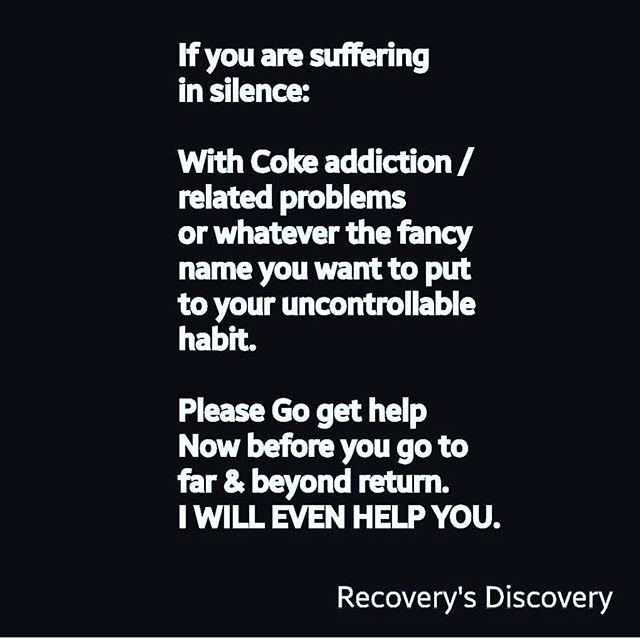 If you are suffering
in silence:
With Coke addiction /
related problems
or whatever the fancy
name you want to put
to your uncontrollable
habit.
Please Go get help
Now before you go to
far & beyond return.
I WILL EVEN HELP YOU.
Recovery's Discovery